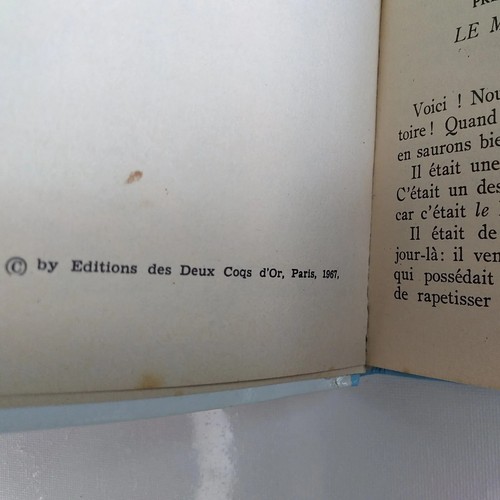 © by Editions des Deux Coqs d'Or, Paris, 1967,
LE
Voici ! Nou
toire ! Quand
en saurons bie
Il était une
C'était un des
car c'était le
Il était de
jour-là : il ven
qui possédait
de rapetisser